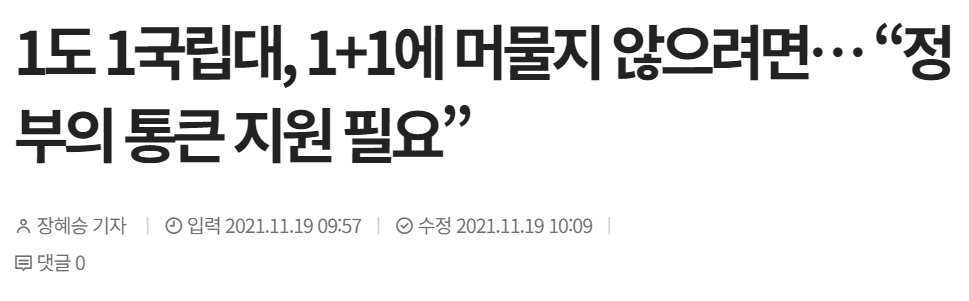 1도 1국립대, 1+1에 머물지 않으려면… “정
부의 통큰 지원 필요”
장혜승 기자 | 입력 2021.11.19 09:57 | 수정 2021.11.19 10:09 |
댓글 0